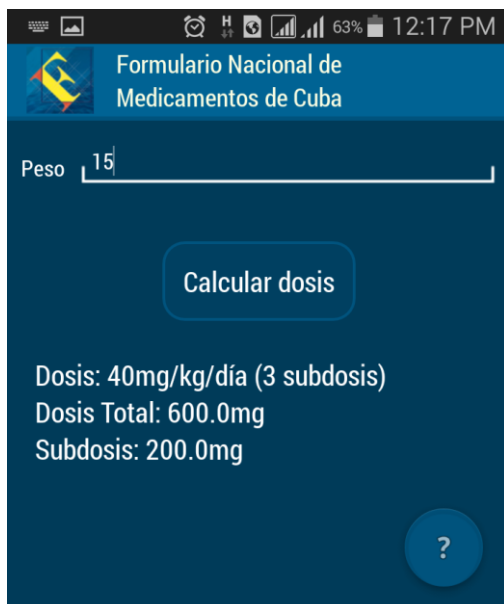 H 63% 12:17 PM
Formulario Nacional de
Medicamentos de Cuba
Peso 15
Calcular dosis
Dosis: 40mg/kg/día (3 subdosis)
Dosis Total: 600.0mg
Subdosis: 200.0mg
?